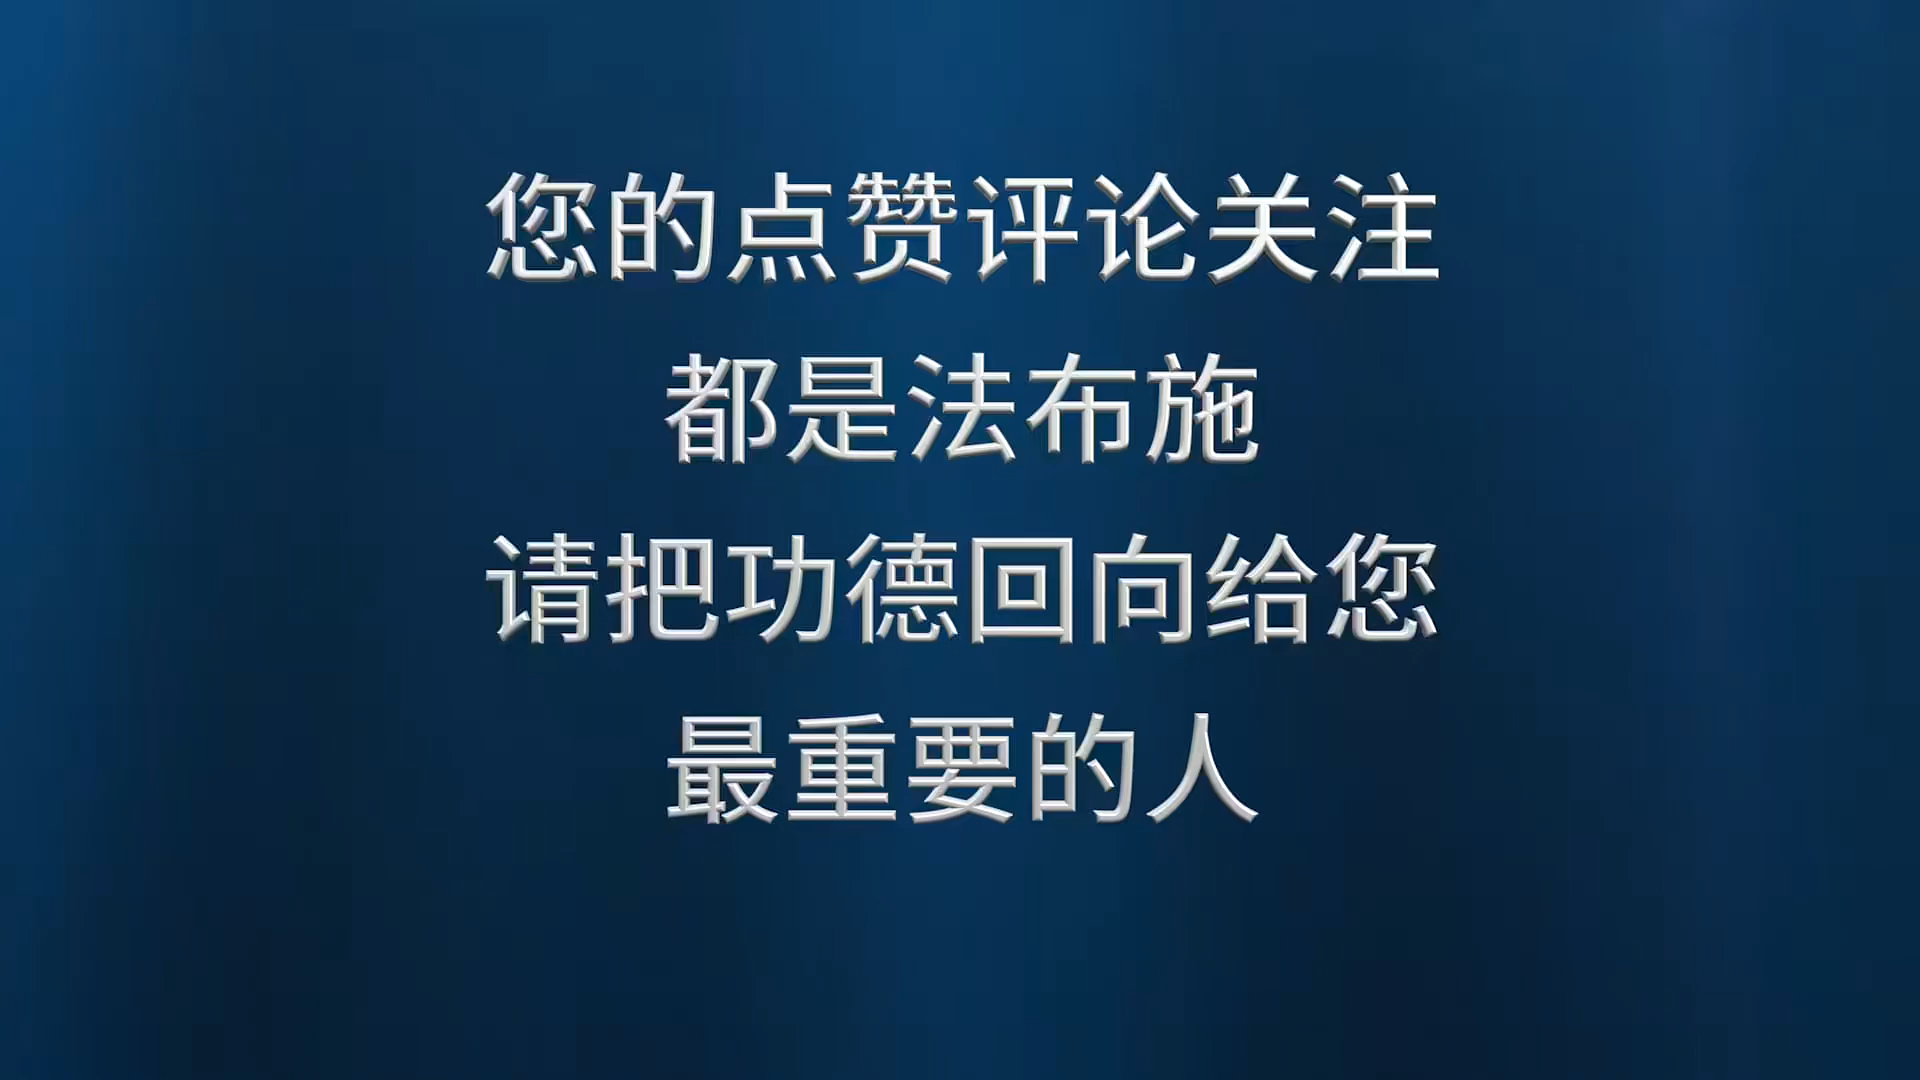 您的点赞评论关注
都是法布施
请把功德回向给您
最重要的人